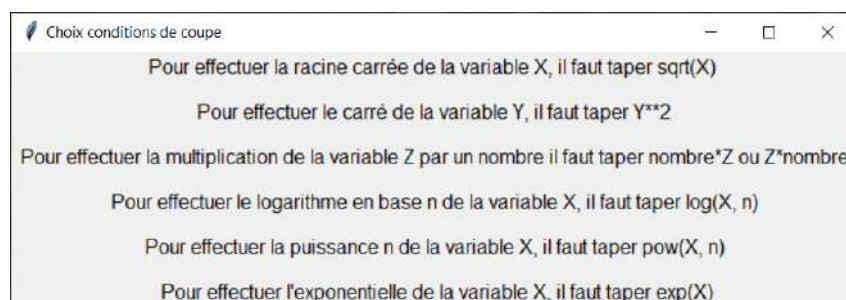 Choix conditions de coupe
Pour effectuer la racine carrée de la variable X, il faut taper sqrt(X)
Pour effectuer le carré de la variable Y, il faut taper Y**2
Pour effectuer la multiplication de la variable Z par un nombre il faut taper nombre*Z ou Z*nombre
Pour effectuer le logarithme en base n de la variable X, il faut taper log(X, n)
Pour effectuer la puissance n de la variable X, il faut taper pow(X, n)
Pour effectuer l'exponentielle de la variable X, il faut taper exp(X)